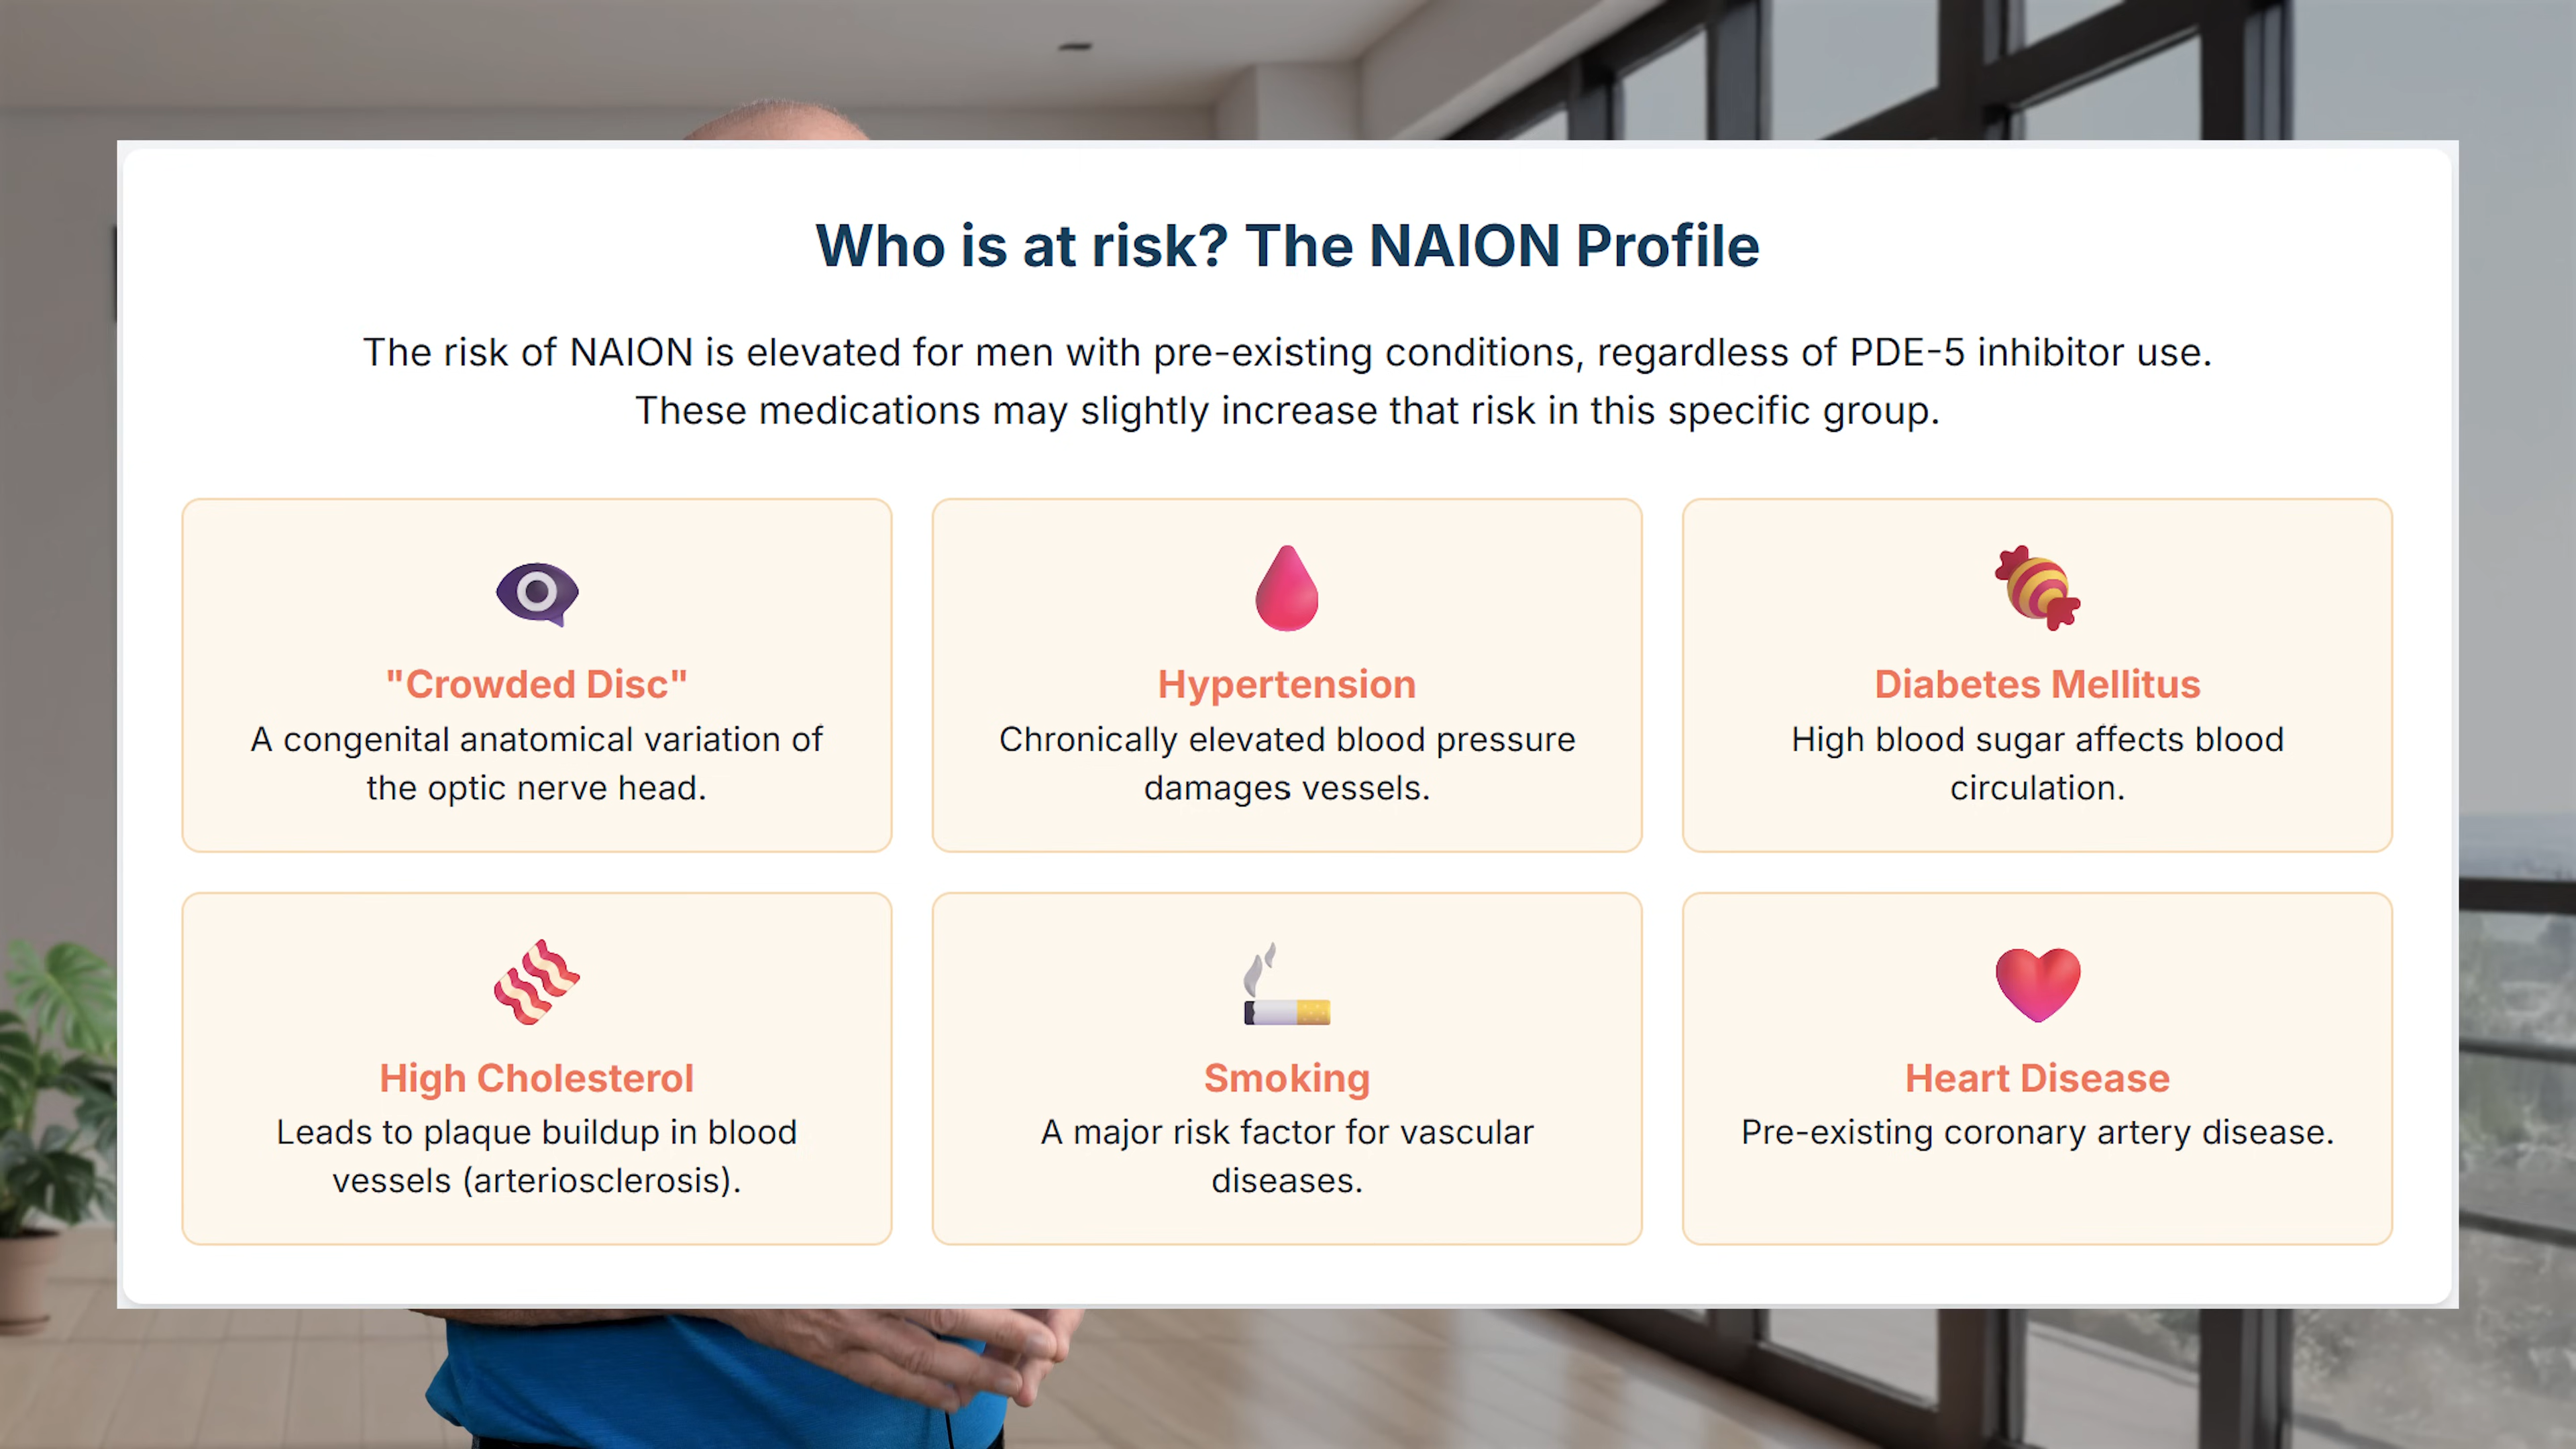 Who is at risk? The NAION Profile
The risk of NAION is elevated for men with pre-existing conditions, regardless of PDE-5 inhibitor use.
These medications may slightly increase that risk in this specific group.
"Crowded Disc"
A congenital anatomical variation of
the optic nerve head.
Hypertension
Chronically elevated blood pressure
damages vessels.
Diabetes Mellitus
High blood sugar affects blood
circulation.
High Cholesterol
Leads to plaque buildup in blood
vessels (arteriosclerosis).
Smoking
A major risk factor for vascular
diseases.
Heart Disease
Pre-existing coronary artery disease.